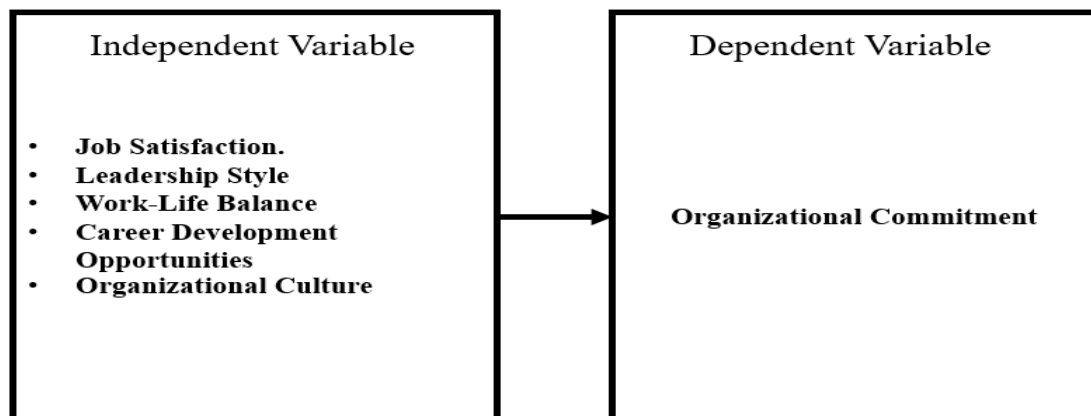 Independent Variable
• Job Satisfaction.
• Leadership Style
• Work-Life Balance
• Career Development
Opportunities
• Organizational Culture
Dependent Variable
Organizational Commitment